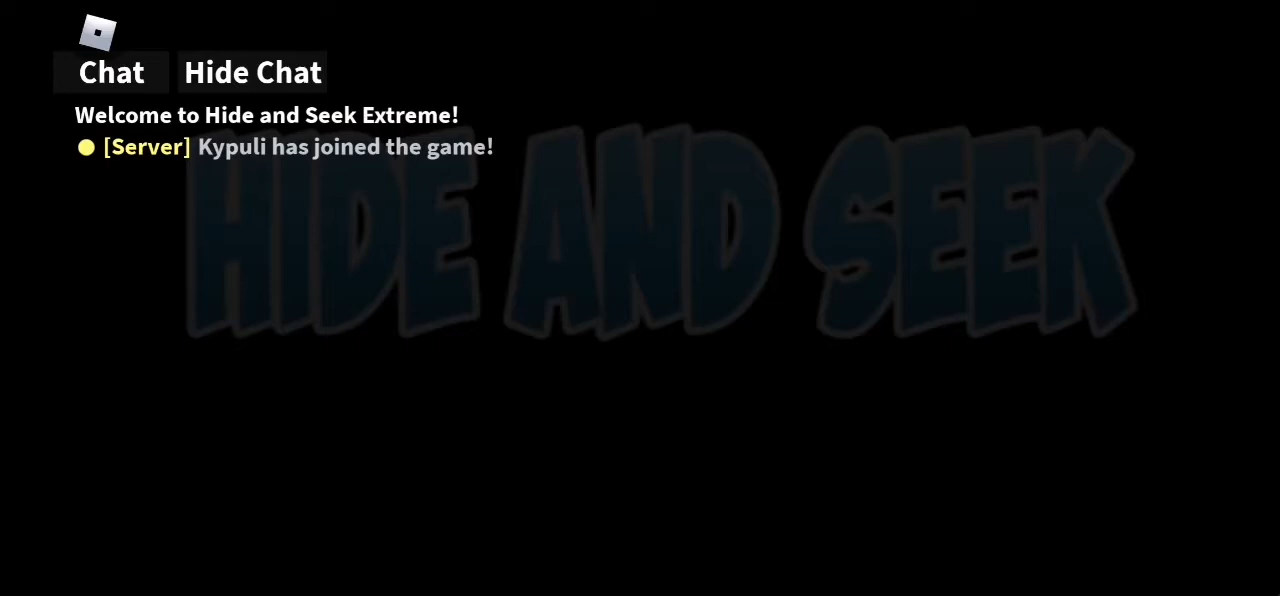 Chat Hide Chat
Welcome to Hide and Seek Extreme!
[Server] Kypuli has joined the game!
HIDE AND SEEK